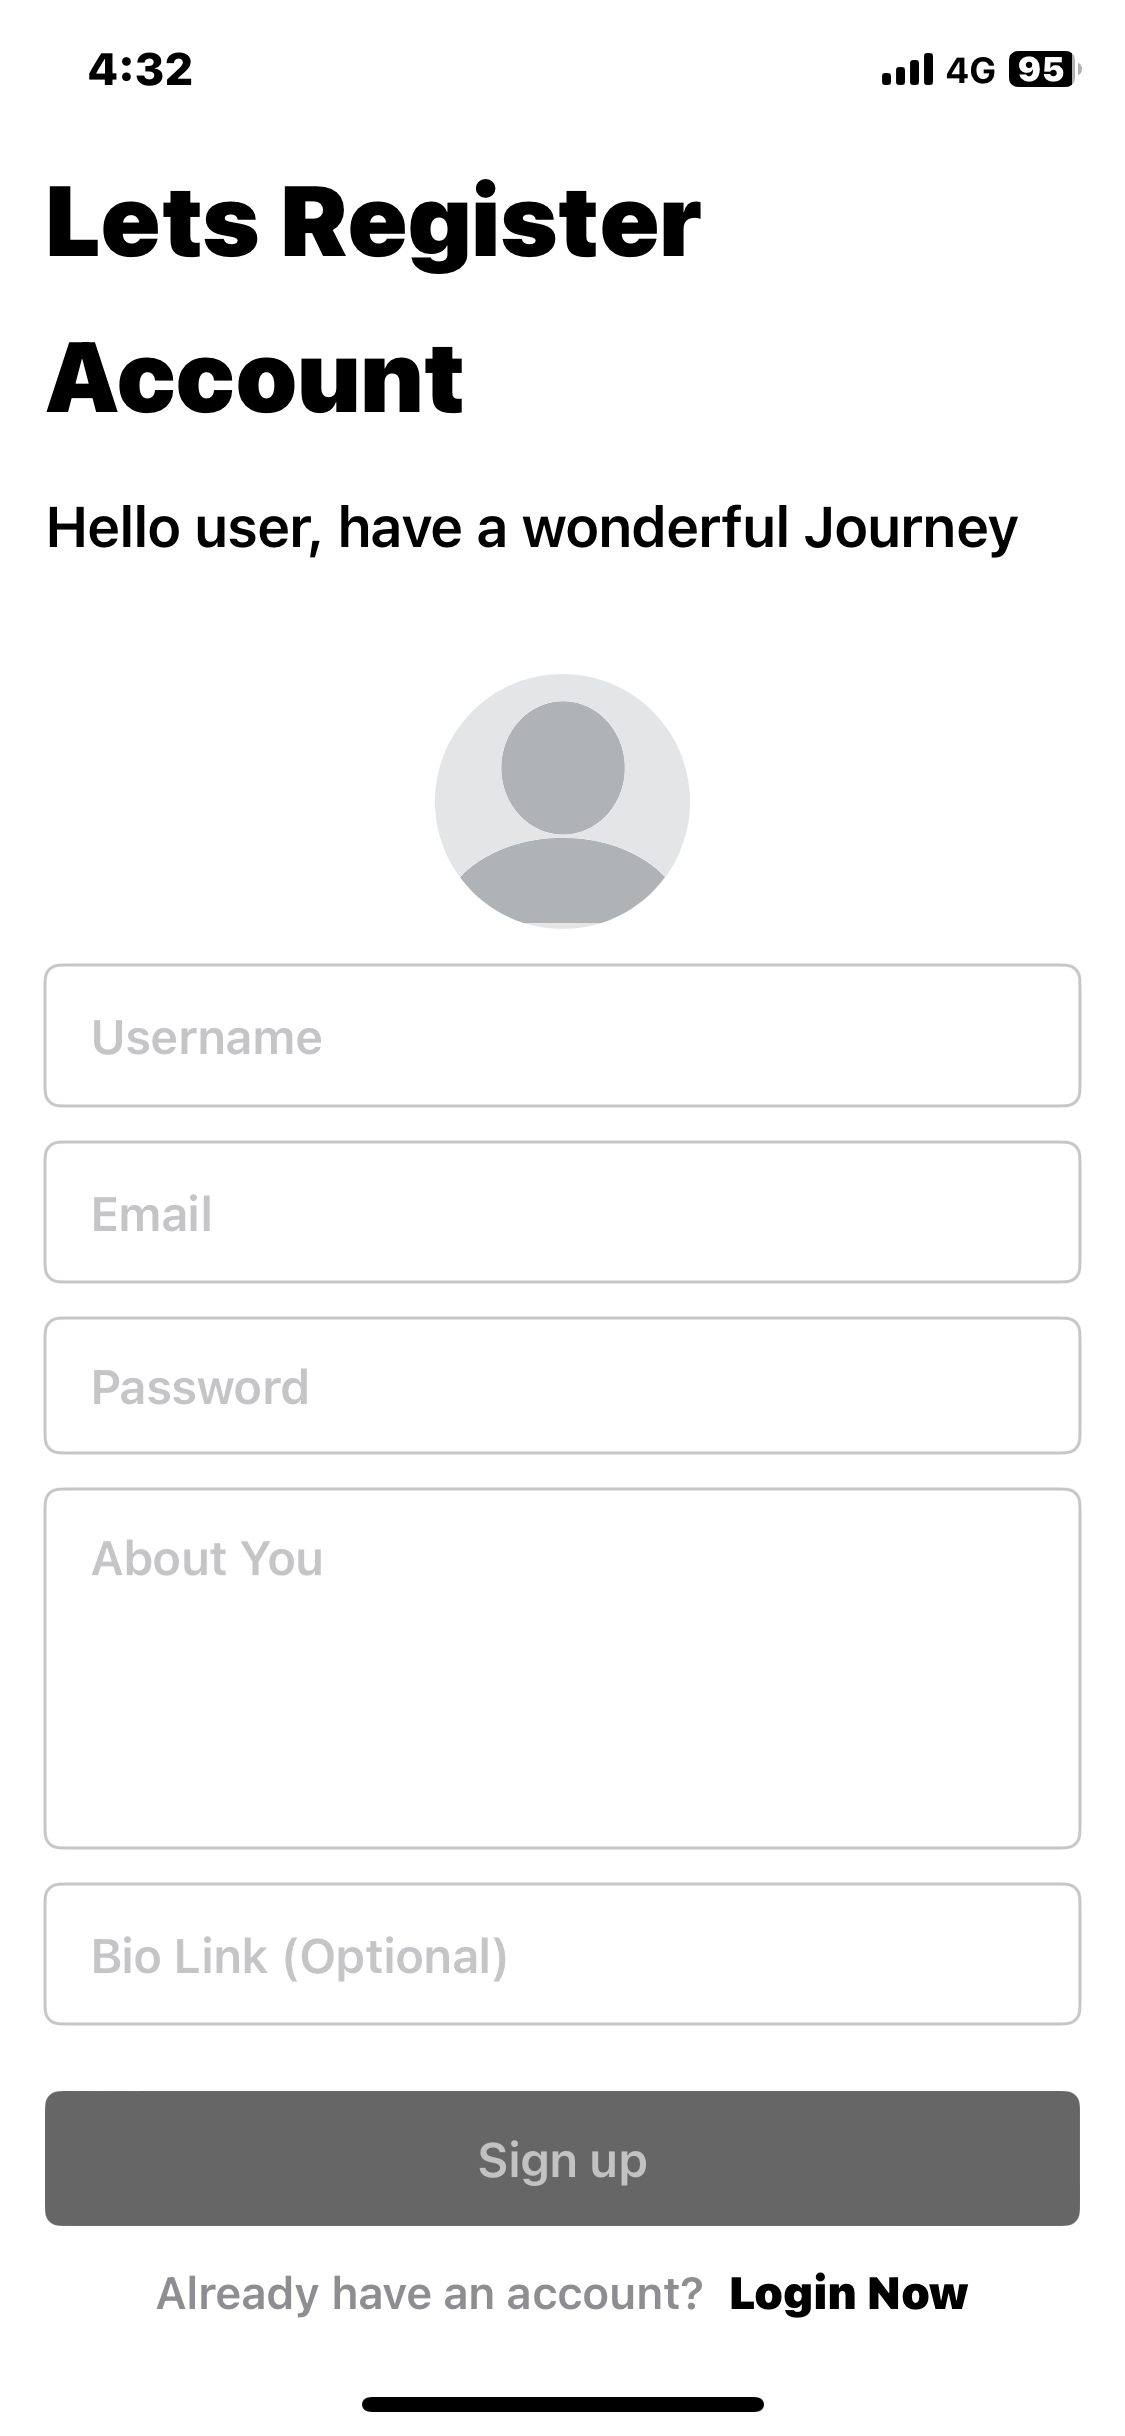 4:32
4G 95
Lets Register
Account
Hello user, have a wonderful Journey
Username
Email
Password
About You
Bio Link (Optional)
Sign up
Already have an account? Login Now